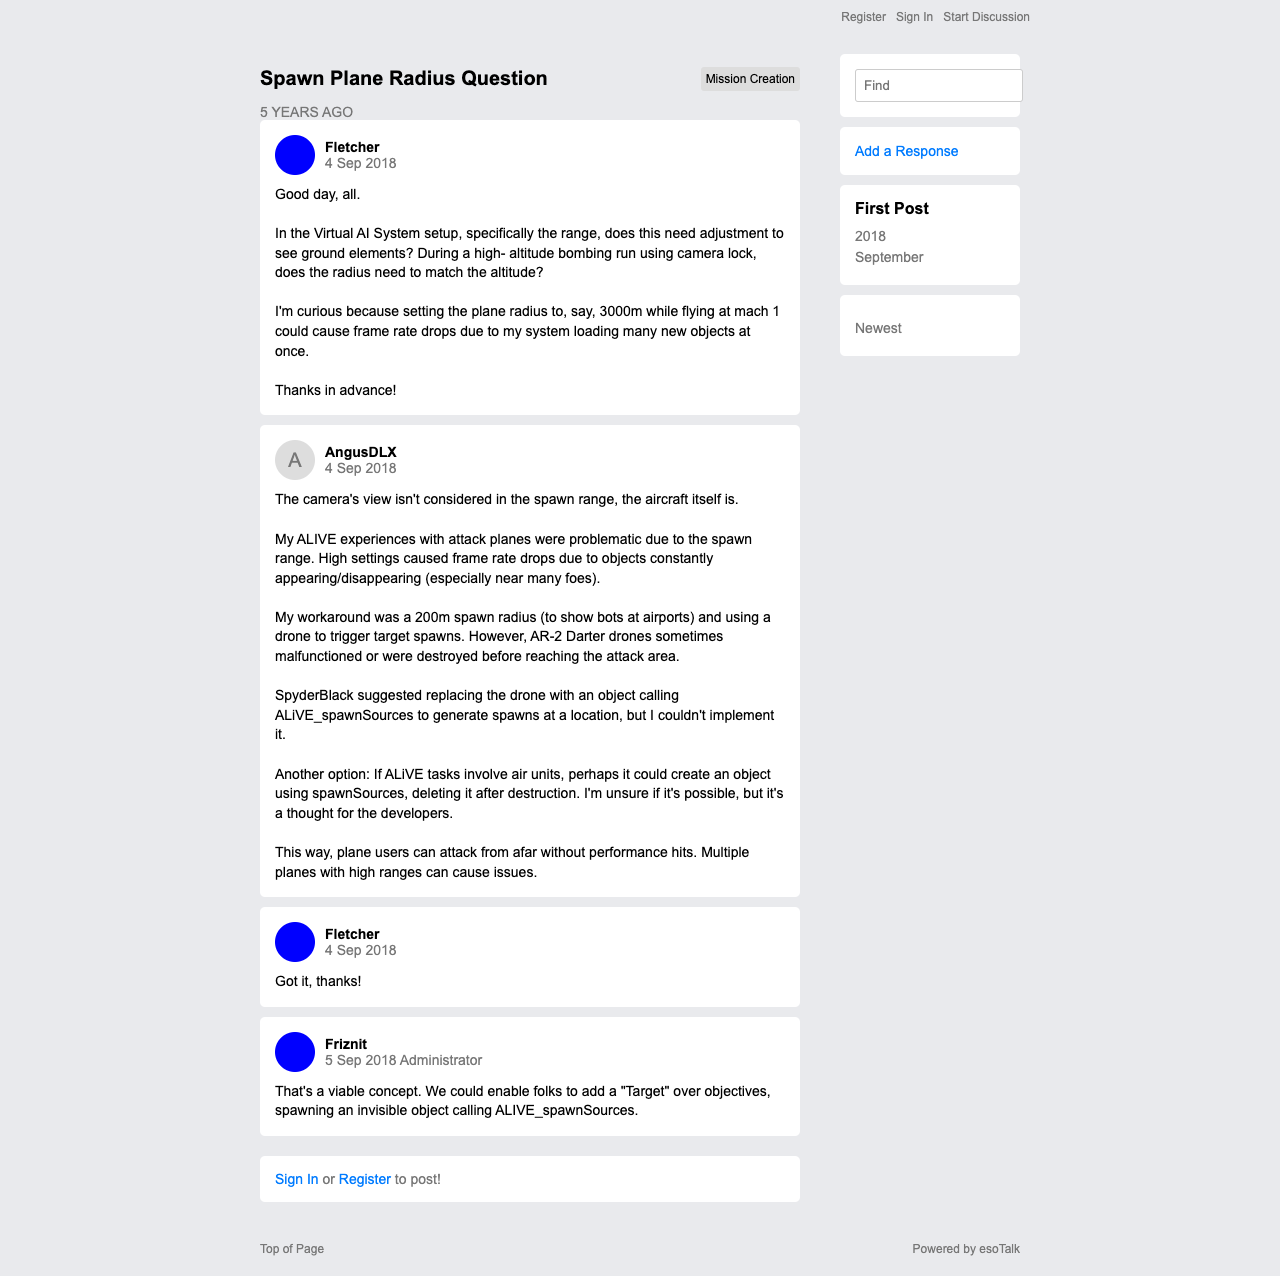 Register Sign In Start Discussion
Spawn Plane Radius Question
Mission Creation
5 YEARS AGO
Fletcher
4 Sep 2018
Good day, all.
In the Virtual AI System setup, specifically the range, does this need adjustment to
see ground elements? During a high- altitude bombing run using camera lock,
does the radius need to match the altitude?
I'm curious because setting the plane radius to, say, 3000m while flying at mach 1
could cause frame rate drops due to my system loading many new objects at
once.
Thanks in advance!
A
AngusDLX
4 Sep 2018
The camera's view isn't considered in the spawn range, the aircraft itself is.
My ALIVE experiences with attack planes were problematic due to the spawn
range. High settings caused frame rate drops due to objects constantly
appearing/disappearing (especially near many foes).
My workaround was a 200m spawn radius (to show bots at airports) and using a
drone to trigger target spawns. However, AR-2 Darter drones sometimes
malfunctioned or were destroyed before reaching the attack area.
SpyderBlack suggested replacing the drone with an object calling
ALiVE_spawnSources to generate spawns at a location, but I couldn't implement
it.
Another option: If ALiVE tasks involve air units, perhaps it could create an object
using spawnSources, deleting it after destruction. I'm unsure if it's possible, but it's
a thought for the developers.
This way, plane users can attack from afar without performance hits. Multiple
planes with high ranges can cause issues.
Fletcher
4 Sep 2018
Got it, thanks!
Friznit
5 Sep 2018 Administrator
That's a viable concept. We could enable folks to add a "Target" over objectives,
spawning an invisible object calling ALIVE_spawnSources.
Sign In or Register to post!
Find
Add a Response
First Post
2018
September
Newest
Top of Page
Powered by esoTalk